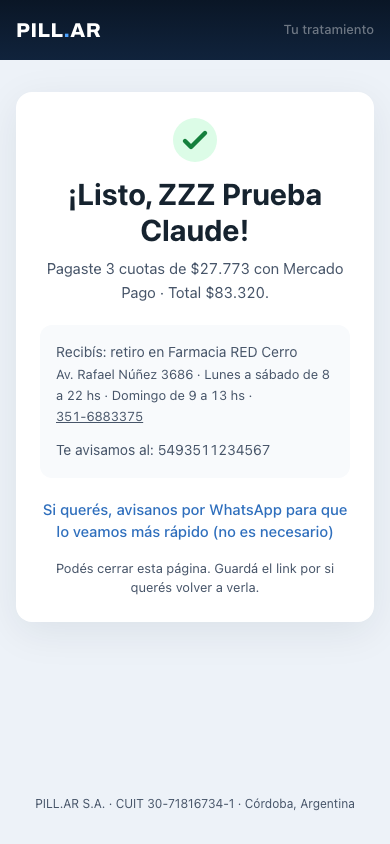 PILL.AR
Tu tratamiento
¡Listo, ZZZ Prueba
Claude!
Pagaste 3 cuotas de $27.773 con Mercado
Pago · Total $83.320.
Recibís: retiro en Farmacia RED Cerro
Av. Rafael Núñez 3686 · Lunes a sábado de 8
a 22 hs · Domingo de 9 a 13 hs ·
351-6883375
Te avisamos al: 5493511234567
Si querés, avisanos por WhatsApp para que
lo veamos más rápido (no es necesario)
Podés cerrar esta página. Guardá el link por si
querés volver a verla.
PILL.AR S.A. · CUIT 30-71816734-1 · Córdoba, Argentina